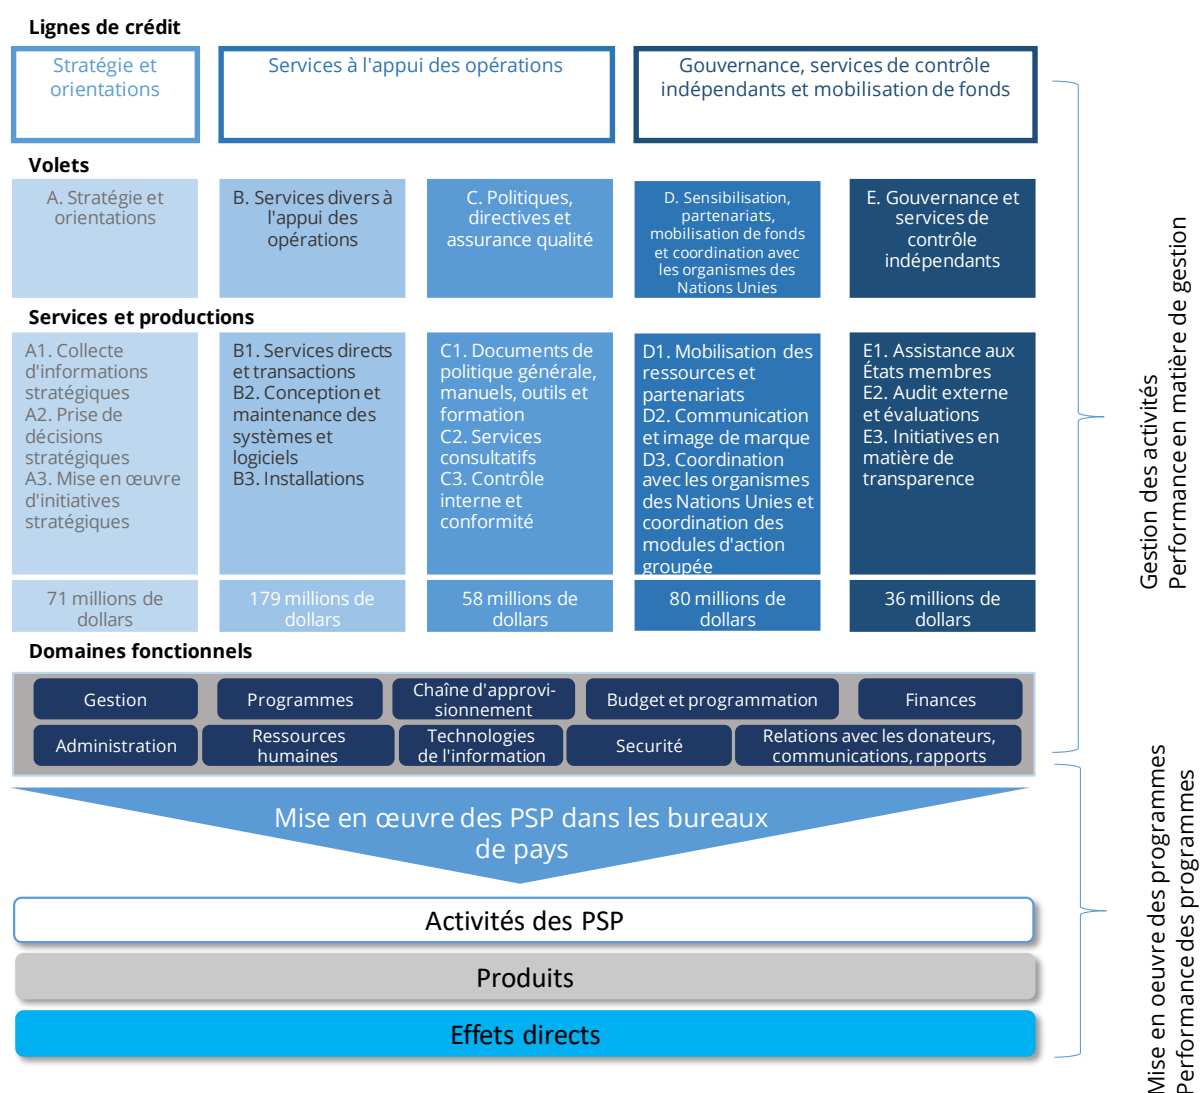 Lignes de crédit
Stratégie et
orientations
Services à l'appui des opérations
Gouvernance, services de contrôle
indépendants et mobilisation de fonds
Volets
A. Stratégie et
orientations
B. Services divers à
l'appui des
opérations
C. Politiques,
directives et
assurance qualité
D. Sensibilisation,
partenariats,
mobilisation de fonds
et coordination avec
les organismes des
Nations Unies
E. Gouvernance et
services de
contrôle
indépendants
Services et productions
A1. Collecte
d'informations
stratégiques
A2. Prise de
décisions
stratégiques
A3. Mise en œuvre
d'initiatives
stratégiques
B1. Services directs
et transactions
B2. Conception et
maintenance des
systèmes et
logiciels
B3. Installations
C1. Documents de
politique générale,
manuels, outils et
formation
C2. Services
consultatifs
C3. Contrôle
interne et
conformité
D1. Mobilisation des
ressources et
partenariats
D2. Communication
et image de marque
D3. Coordination
avec les organismes
des Nations Unies et
coordination des
modules d'action
groupée
E1. Assistance aux
États membres
E2. Audit externe
et évaluations
E3. Initiatives en
matière de
transparence
71 millions de
dollars
179 millions de
dollars
58 millions de
dollars
80 millions de
dollars
36 millions de
dollars
Domaines fonctionnels
Gestion
Programmes
Chaîne d'approvi-
sionnement
Budget et programmation
Finances
Administration
Ressources
humaines
Technologies
de l'information
Securité
Relations avec les donateurs,
communications, rapports
Mise en œuvre des PSP dans les bureaux
de pays
Activités des PSP
Produits
Effets directs
Gestion des activités
Performance en matière de gestion
Mise en oeuvre des programmes
Performance des programmes